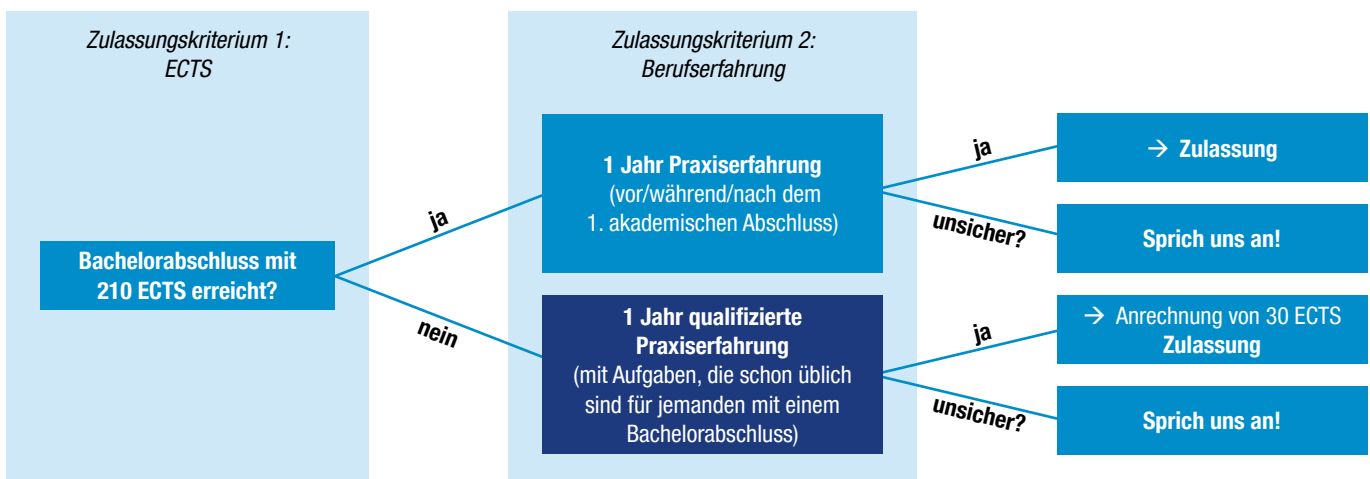 Zulassungskriterium 1:
ECTS
Zulassungskriterium 2:
Berufserfahrung
Bachelorabschluss mit
210 ECTS erreicht?
ja
nein
1 Jahr Praxiserfahrung
(vor/während/nach dem
1. akademischen Abschluss)
ja
→ Zulassung
unsicher?
Sprich uns an!
1 Jahr qualifizierte
Praxiserfahrung
(mit Aufgaben, die schon üblich
sind für jemanden mit einem
Bachelorabschluss)
ja
→ Anrechnung von 30 ECTS
Zulassung
unsicher?
Sprich uns an!